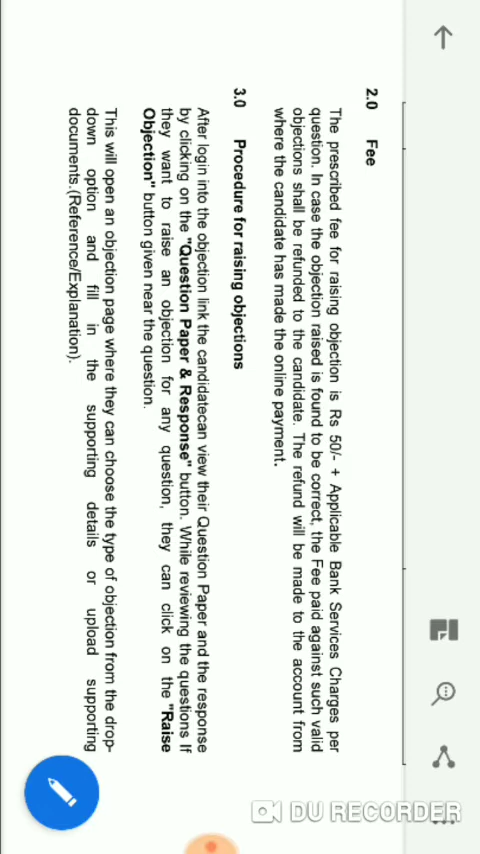 2.0 Fee
The prescribed fee for raising objection is Rs 50/- + Applicable Bank Services Charges per
question. In case the objection raised is found to be correct, the Fee paid against such valid
objections shall be refunded to the candidate. The refund will be made to the account from
where the candidate has made the online payment.
3.0 Procedure for raising objections
After login into the objection link the candidatecan view their Question Paper and the response
by clicking on the "Question Paper & Response" button. While reviewing the questions If
they want to raise an objection for any question, they can click on the "Raise
Objection" button given near the question.
This will open an objection page where they can choose the type of objection from the drop-
down option and fill in the supporting details or upload supporting
documents.(Reference/Explanation).
DU RECORDER